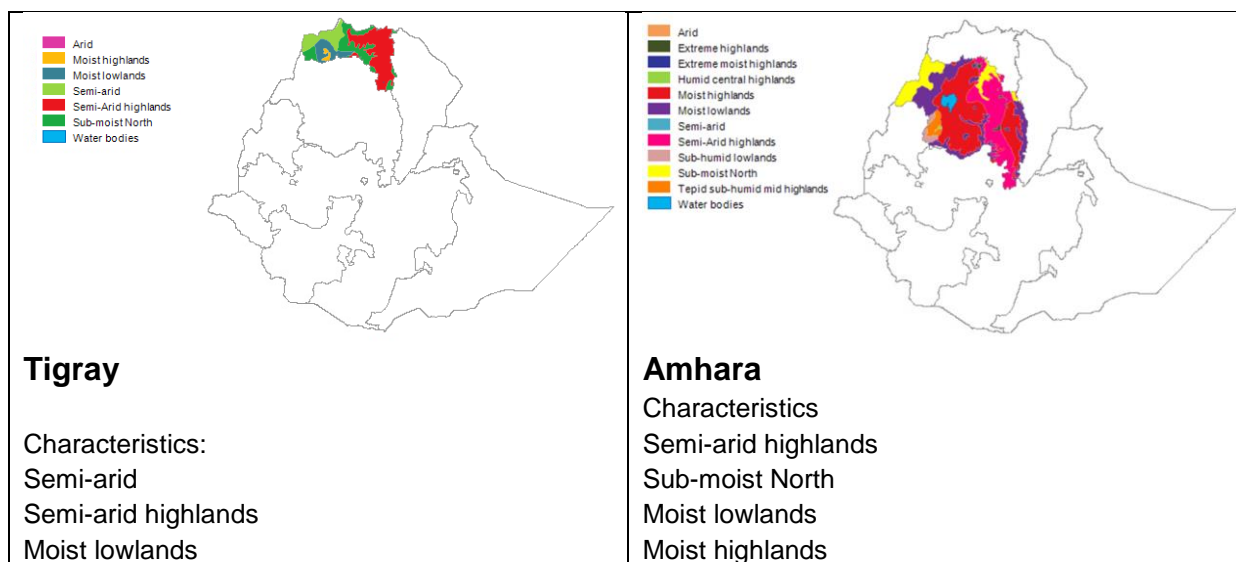 Arid
Moist highlands
Moist lowlands
Semi-arid
Semi-Arid highlands
Sub-moist North
Water bodies
Tigray
Characteristics:
Semi-arid
Semi-arid highlands
Moist lowlands
Arid
Extreme highlands
Extreme moist highlands
Humid central highlands
Moist highlands
Moist lowlands
Semi-arid
Semi-Arid highlands
Sub-humid lowlands
Sub-moist North
Tepid sub-humid mid highlands
Water bodies
Amhara
Characteristics
Semi-arid highlands
Sub-moist North
Moist lowlands
Moist highlands